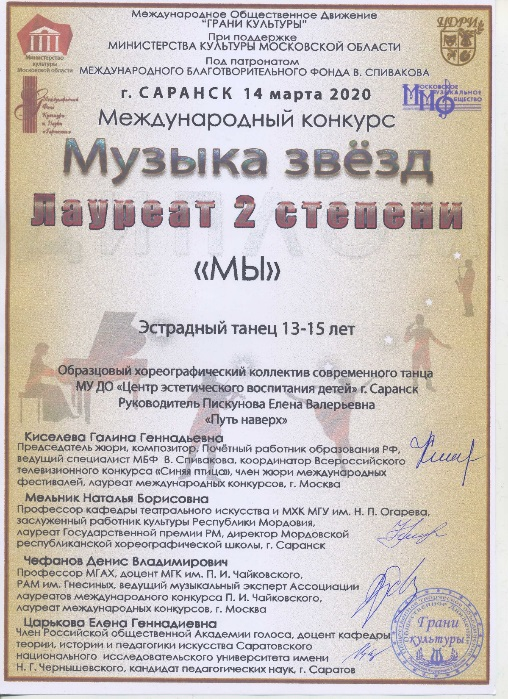 Международное Общественное Движение
"ГРАНИ КУЛЬТУРЫ"
При поддержке
МИНИСТЕРСТВА КУЛЬТУРЫ МОСКОВСКОЙ ОБЛАСТИ
Под патронатом
МЕЖДУНАРОДНОГО БЛАГОТВОРИТЕЛЬНОГО ФОНДА В. СПИВАКОВА
Министерство
культуры
Московской области
ЦДРИ
г. САРАНСК 14 марта 2020
МОСКОВСКОЕ
МУЗЫКАЛЬНОЕ
ОБЩЕСТВО
ММО
Международный конкурс
Музыка звёзд
ДИПЛОМ
Лауреат 2 степени
«МЫ»
Эстрадный танец 13-15 лет
Образцовый хореографический коллектив современного танца
МУ ДО «Центр эстетического воспитания детей» г. Саранск
Руководитель Пискунова Елена Валерьевна
«Путь наверх»
Киселева Галина Геннадьевна
Председатель жюри, композитор, Почётный работник образования РФ,
ведущий специалист МБФ В. Спивакова, координатор Всероссийского
телевизионного конкурса «Синяя птица», член жюри международных
фестивалей, лауреат международных конкурсов, г. Москва
Мельник Наталья Борисовна
Профессор кафедры театрального искусства и МХК МГУ им. Н. П. Огарева,
заслуженный работник культуры Республики Мордовия,
лауреат Государственной премии РМ, директор Мордовской
республиканской хореографической школы, г. Саранск
Чефанов Денис Владимирович
Профессор МГАХ, доцент МГК им. П. И. Чайковского,
РАМ им. Гнесиных, ведущий музыкальный эксперт Ассоциации
лауреатов международного конкурса П. И. Чайковского,
лауреат международных конкурсов, г. Москва
Царькова Елена Геннадиевна
Член Российской общественной Академии голоса, доцент кафедры
теории, истории и педагогики искусства Саратовского
национального исследовательского университета имени
Н. Г. Чернышевского, кандидат педагогических наук, г. Саратов
Грани
культуры